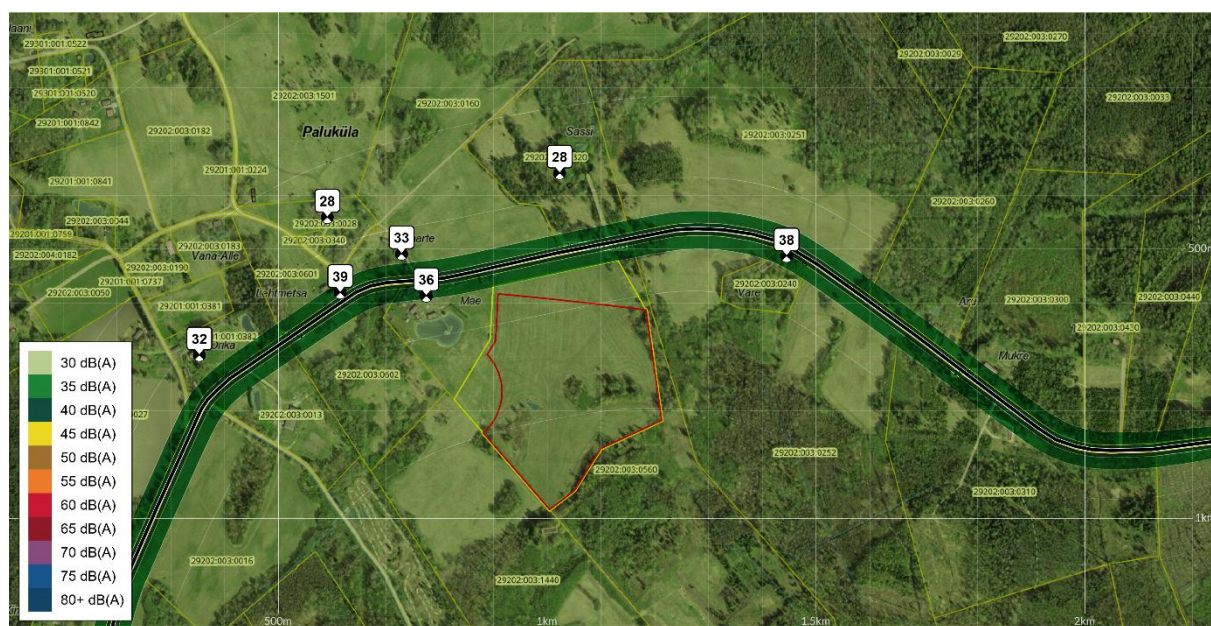 29301:001:0522
29301:001:0521
29301:001:0520
29201:001:0842
29202:003:0182
29202:003:1501
Paluküla
29202:003:0160
Sassi
29202:003:0251
29202:003:0029
29202:003:0270
29202:003:0033
28
29201:001:0841
29201:001:0224
29202:003:0260
28
29202:003:0028
29202:003:0340
29202:003:0183
Vana-Alle
29202:004:0182
29202:003:0190
29201:001:0737
29202:003:0050
29201:001:0381
29202:003:0601
Lehtmetsa
33
39
36
Mäe
38
500m
29202:003:0240
Vare
Aru
29202:003:0300
29202:003:0440
29202:003:0430
Mukre
32
29202:003:0602
29202:003:0013
29202:003:0252
29202:003:0560
29202:003:0310
29202:003:0016
29202:003:1440
30 dB(A)
35 dB(A)
40 dB(A)
45 dB(A)
50 dB(A)
55 dB(A)
60 dB(A)
65 dB(A)
70 dB(A)
75 dB(A)
80+ dB(A)
500m
1km
1.5km
2km